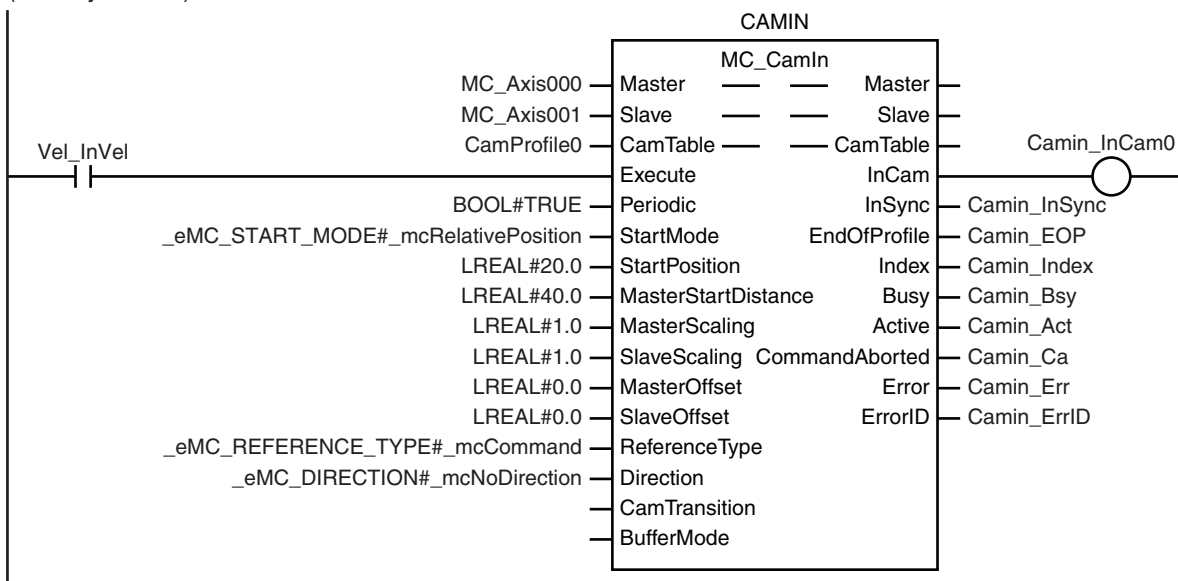 CAMIN
MC_CamIn
MC_Axis000 Master Master
MC_Axis001 Slave Slave
CamProfile0 CamTable CamTable Camin_InCam0
Vel_InVel
Execute InCam
BOOL#TRUE Periodic InSync Camin_InSync
_eMC_START_MODE#_mcRelativePosition StartMode EndOfProfile Camin_EOP
LREAL#20.0 StartPosition Index Camin_Index
LREAL#40.0 MasterStartDistance Busy Camin_Bsy
LREAL#1.0 MasterScaling Active Camin_Act
LREAL#1.0 SlaveScaling CommandAborted Camin_Ca
LREAL#0.0 MasterOffset Error Camin_Err
LREAL#0.0 SlaveOffset ErrorID Camin_ErrID
_eMC_REFERENCE_TYPE#_mcCommand ReferenceType
_eMC_DIRECTION#_mcNoDirection Direction
CamTransition
BufferMode